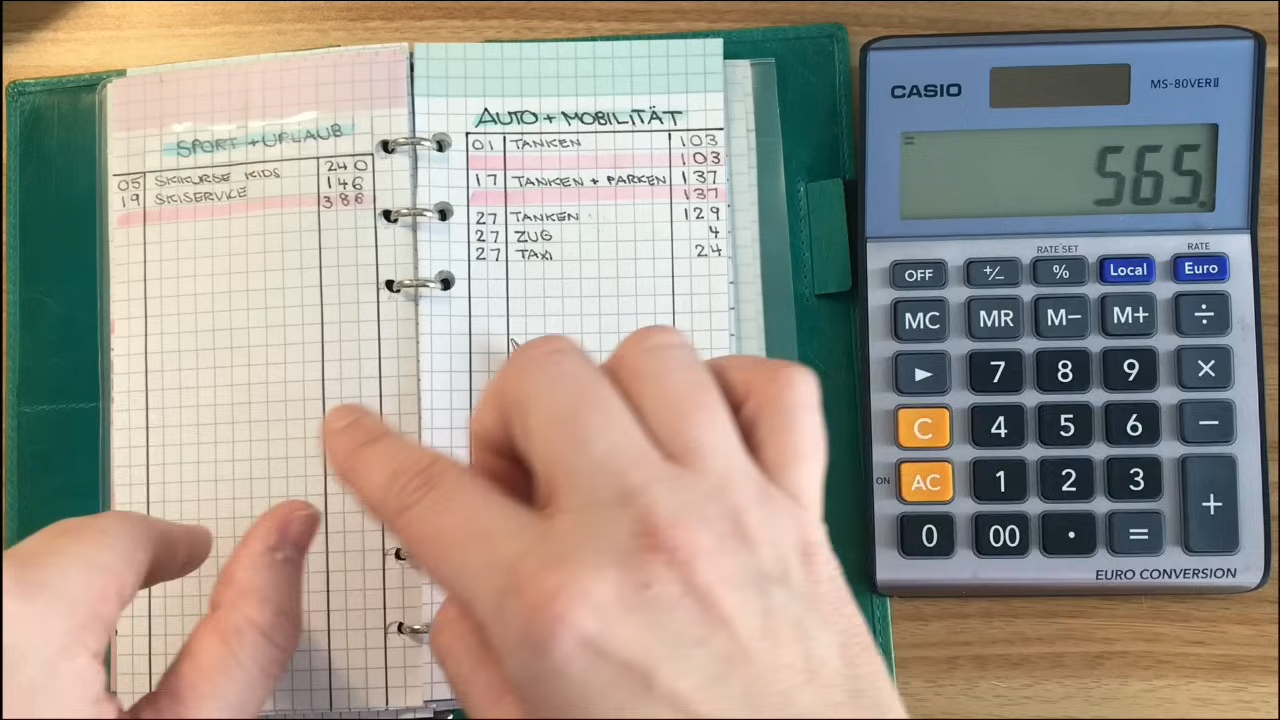 SPORT + URLAUB
05 SKIKURSE KIDS 240
19 SKISERVICE 146
386
AUTO + MOBILITÄT
01 TANKEN 103
103
17 TANKEN + PARKEN 137
137
27 TANKEN 129
27 ZUG 4
27 TAXI 24
CASIO
MS-80VERII
=
565.
RATE SET RATE
OFF +/− % Local Euro
MC MR M− M+ ÷
► 7 8 9 ×
C 4 5 6 −
ON AC 1 2 3 +
0 00 · =
EURO CONVERSION